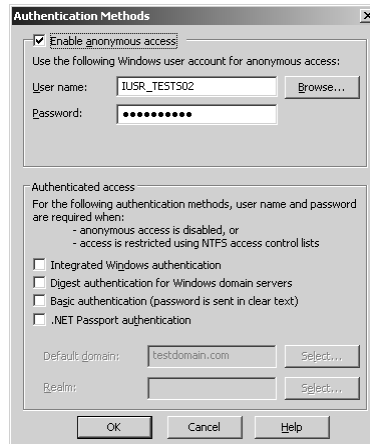 Authentication Methods
Enable anonymous access
Use the following Windows user account for anonymous access:
User name: IUSR_TESTS02 Browse...
Password: ●●●●●●●●●●
Authenticated access
For the following authentication methods, user name and password
are required when:
- anonymous access is disabled, or
- access is restricted using NTFS access control lists
Integrated Windows authentication
Digest authentication for Windows domain servers
Basic authentication (password is sent in clear text)
.NET Passport authentication
Default domain: testdomain.com Select...
Realm: Select...
OK Cancel Help